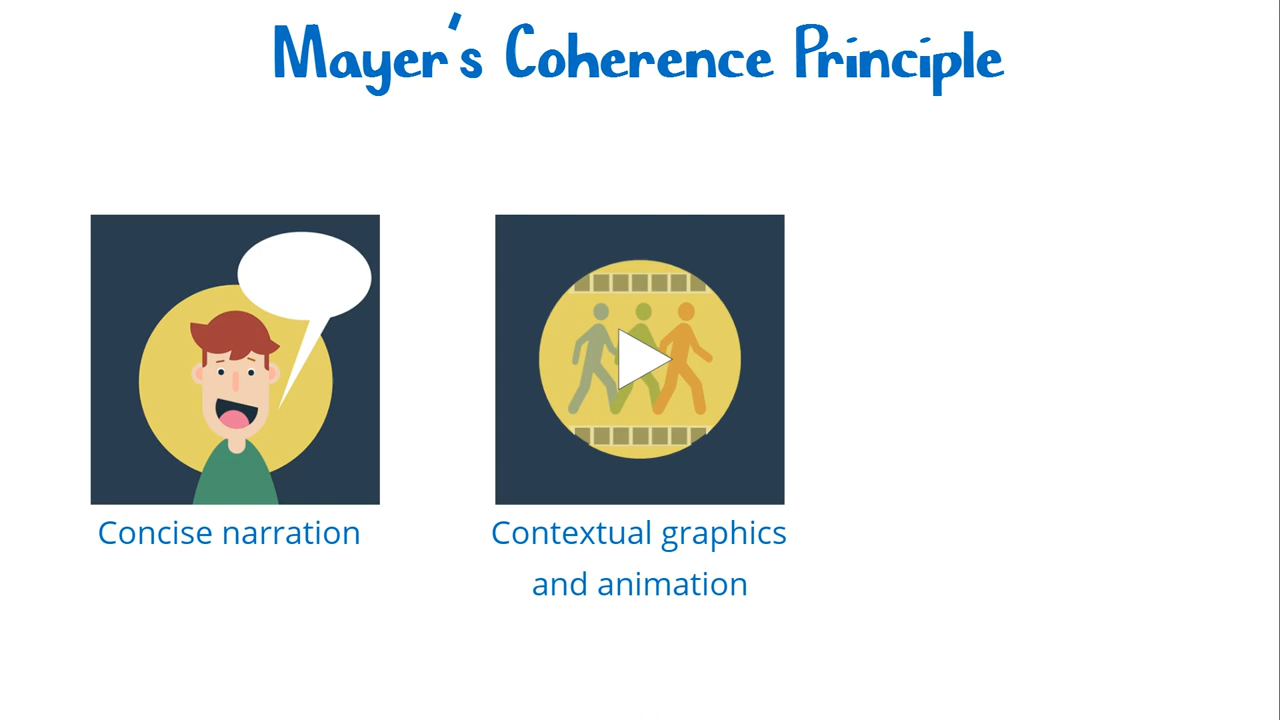 Mayer's Coherence Principle
Concise narration
Contextual graphics
and animation